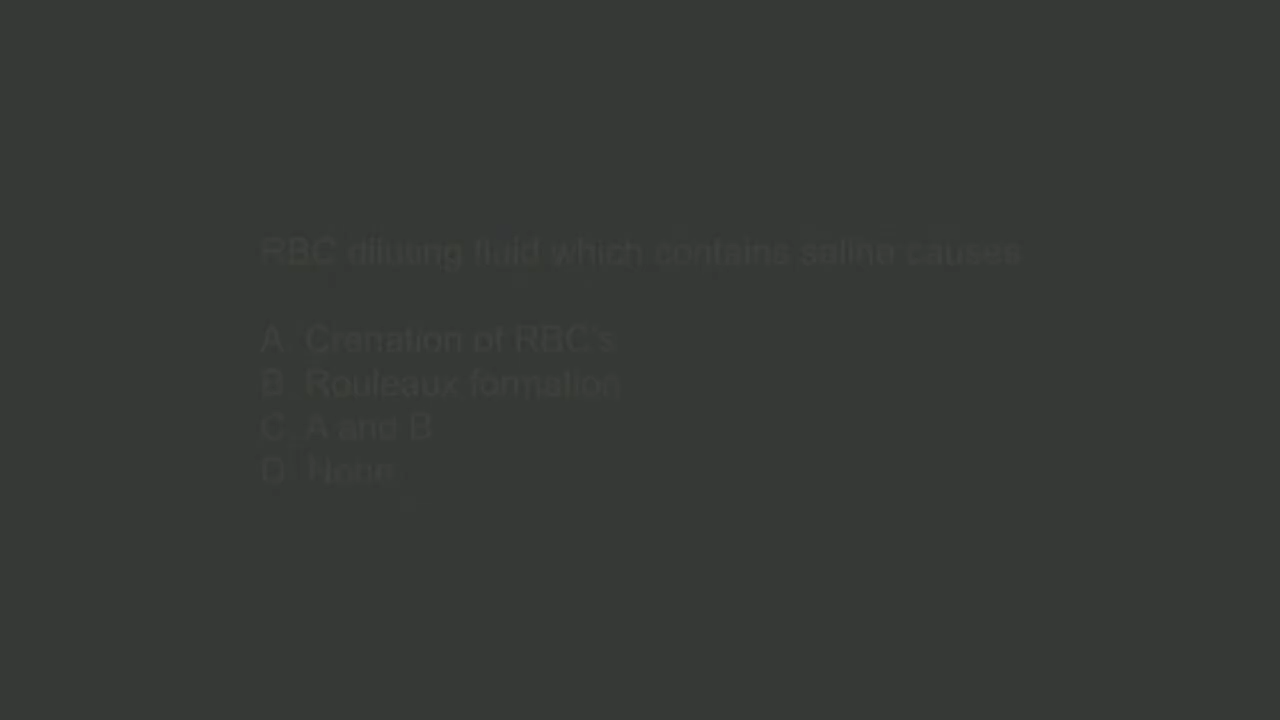 RBC diluting fluid which contains saline causes
A. Crenation of RBC's
B. Rouleaux formation
C. A and B
D. None